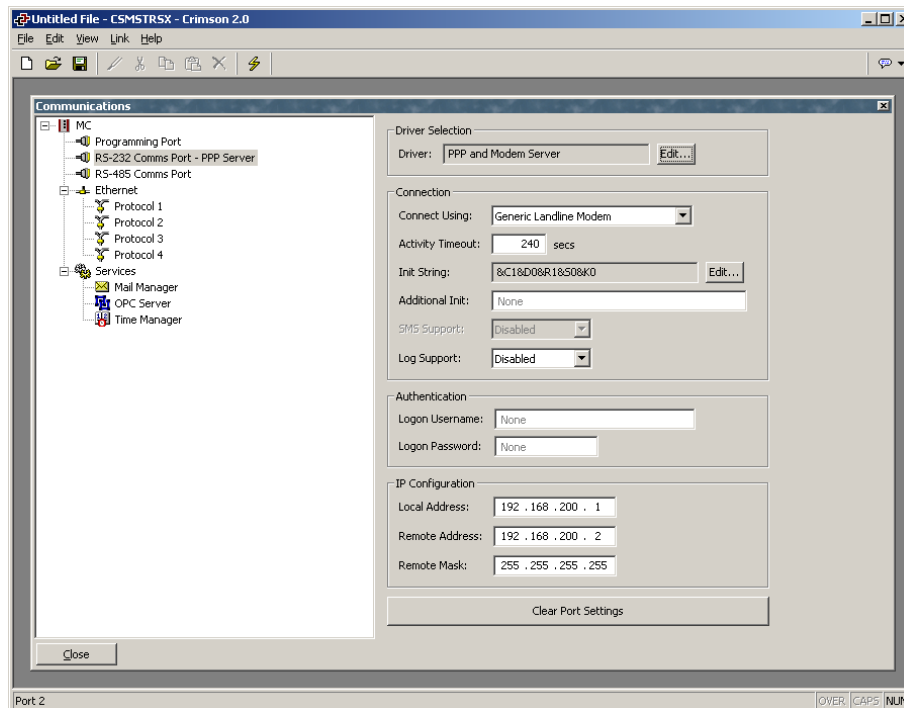 Untitled File - CSMSTRSX - Crimson 2.0
File Edit View Link Help
Communications
MC
Programming Port
RS-232 Comms Port - PPP Server
RS-485 Comms Port
Ethernet
Protocol 1
Protocol 2
Protocol 3
Protocol 4
Services
Mail Manager
OPC Server
Time Manager
Driver Selection
Driver: PPP and Modem Server Edit...
Connection
Connect Using: Generic Landline Modem
Activity Timeout: 240 secs
Init String: &C1&D0&R1&S0&K0 Edit...
Additional Init: None
SMS Support: Disabled
Log Support: Disabled
Authentication
Logon Username: None
Logon Password: None
IP Configuration
Local Address: 192 . 168 . 200 . 1
Remote Address: 192 . 168 . 200 . 2
Remote Mask: 255 . 255 . 255 . 255
Clear Port Settings
Close
Port 2 OVER CAPS NUM